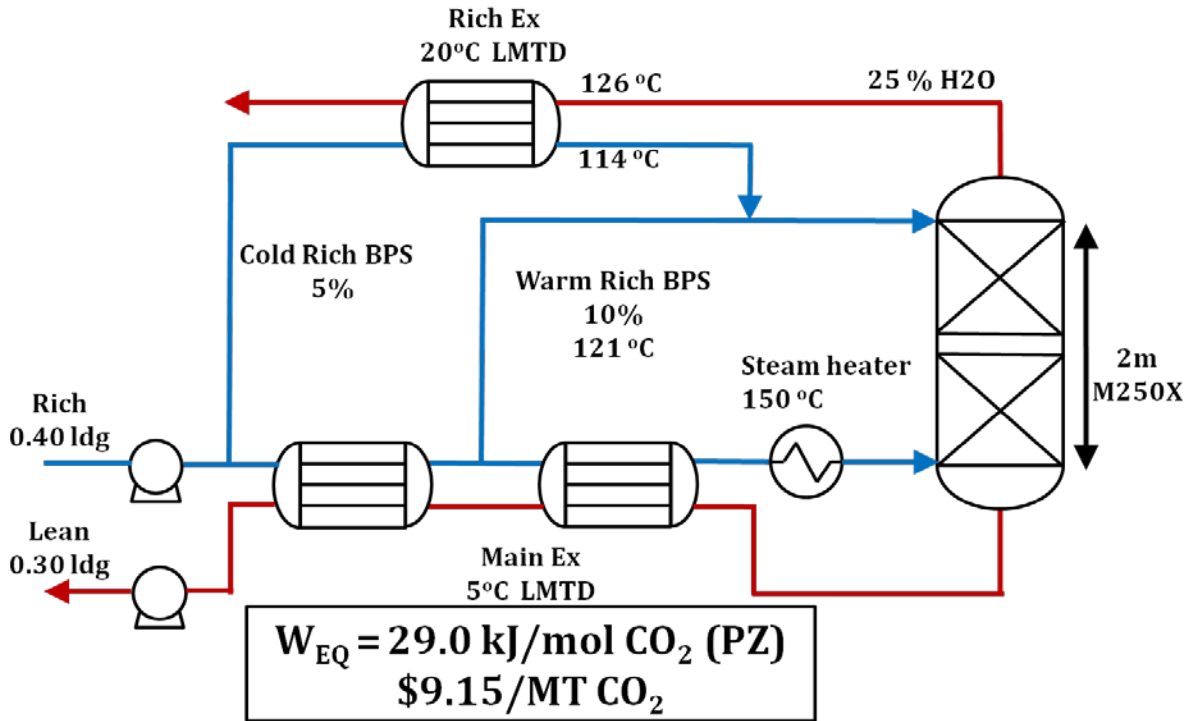 Rich Ex
20°C LMTD
126 °C
25 % H2O
114 °C
Cold Rich BPS
5%
Warm Rich BPS
10%
121 °C
Steam heater
150 °C
2m
M250X
Rich
0.40 ldg
Lean
0.30 ldg
Main Ex
5°C LMTD
W_EQ = 29.0 kJ/mol CO₂ (PZ)
$9.15/MT CO₂